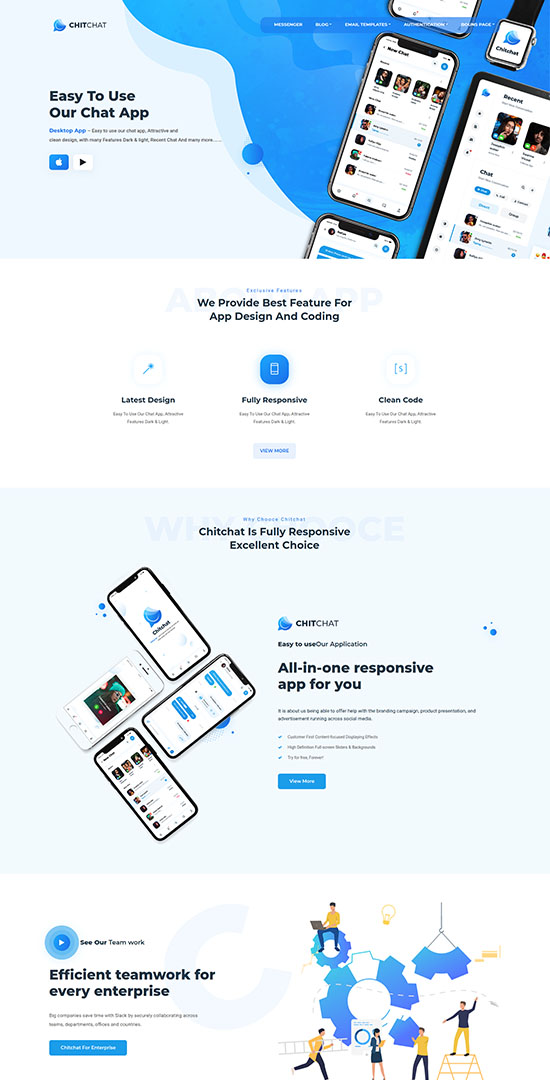 CHITCHAT
MESSENGER BLOG EMAIL TEMPLATES AUTHENTICATION
Chitchat
Easy To Use
Our Chat App
Desktop App - Easy to use our chat app, Attractive and
clean design, with many Features Dark & light, Recent Chat And many more......
New Chat
Recent
Chat
Group
Exclusive Features
We Provide Best Feature For
App Design And Coding
Latest Design
Fully Responsive
Clean Code
Easy To Use Our Chat App, Attractive
Features Dark & Light.
Easy To Use Our Chat App, Attractive
Features Dark & Light.
Easy To Use Our Chat App, Attractive
Features Dark & Light.
VIEW MORE
Why Chooce Chitchat
Chitchat Is Fully Responsive
Excellent Choice
Chitchat
CHITCHAT
Easy to useOur Application
All-in-one responsive
app for you
It is about us being able to offer help with the branding campaign, product presentation, and
advertisement running across social media.
Customer Find Content-focused Displaying Effects
High Definition Full-screen Sliders & Backgrounds
Try for free, Forever!
View More
See Our Team work
Efficient teamwork for
every enterprise
Big companies save time with Slack by securely collaborating across
teams, departments, offices and countries.
Chitchat For Enterprise